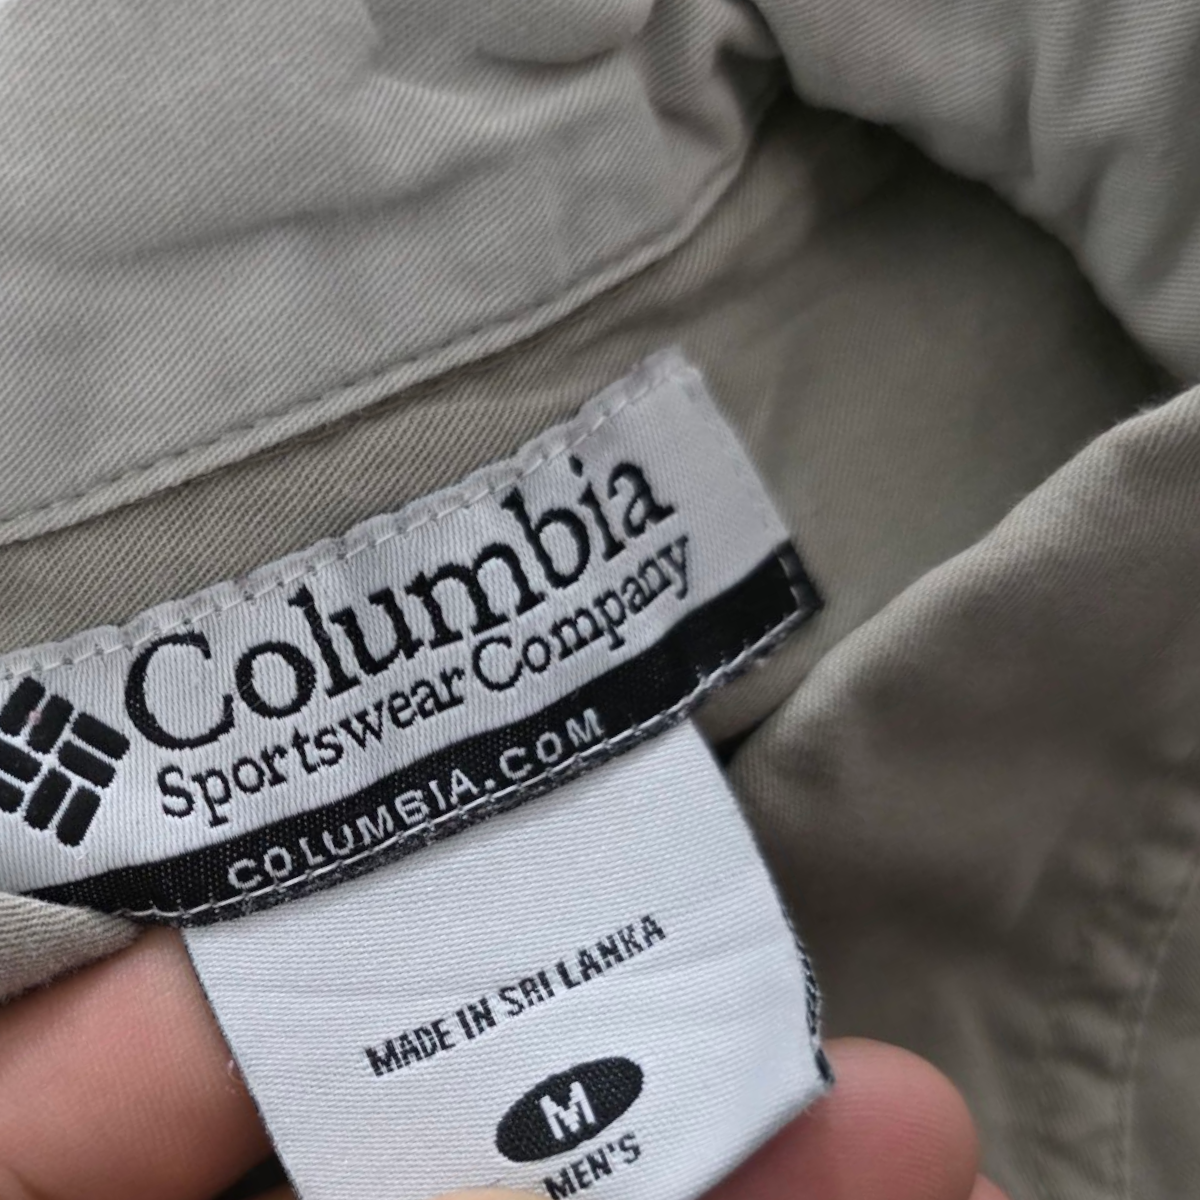 Columbia
Sportswear Company
COLUMBIA.COM
MADE IN SRI LANKA
M
MEN'S